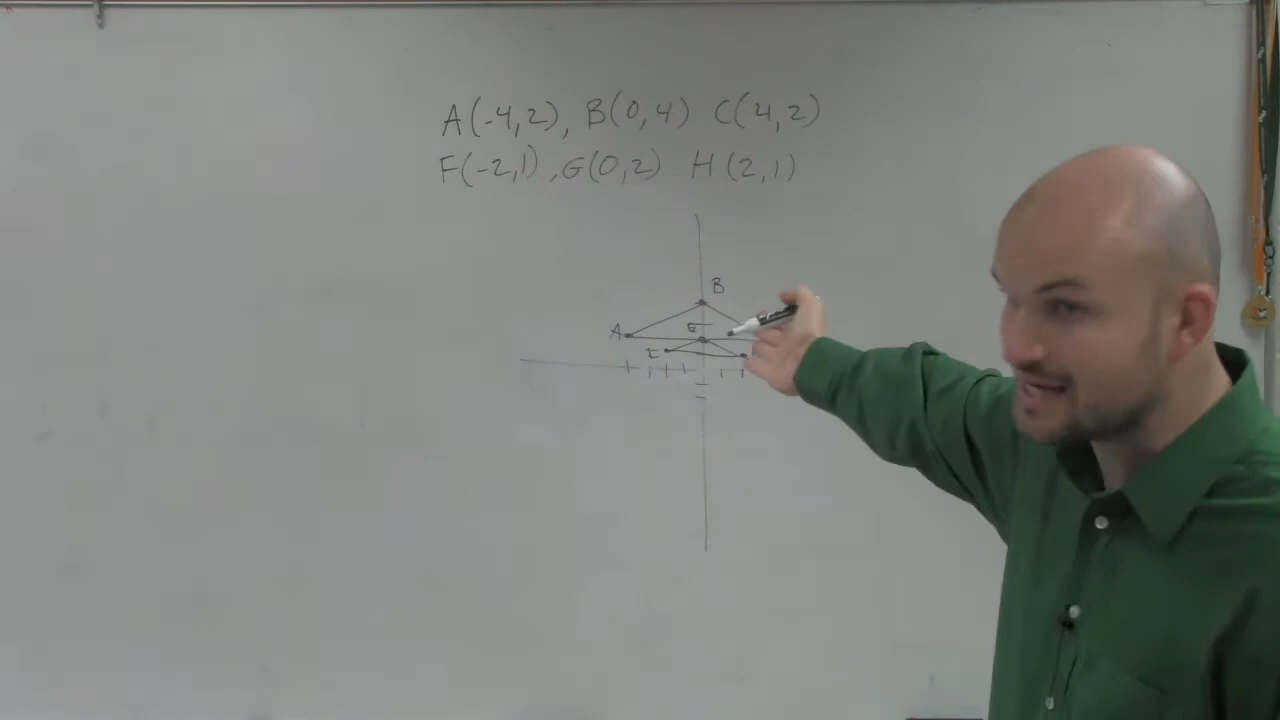 A(-4,2), B(0,4) C(4,2)
F(-2,1), G(0,2) H(2,1)
B
A
G
F